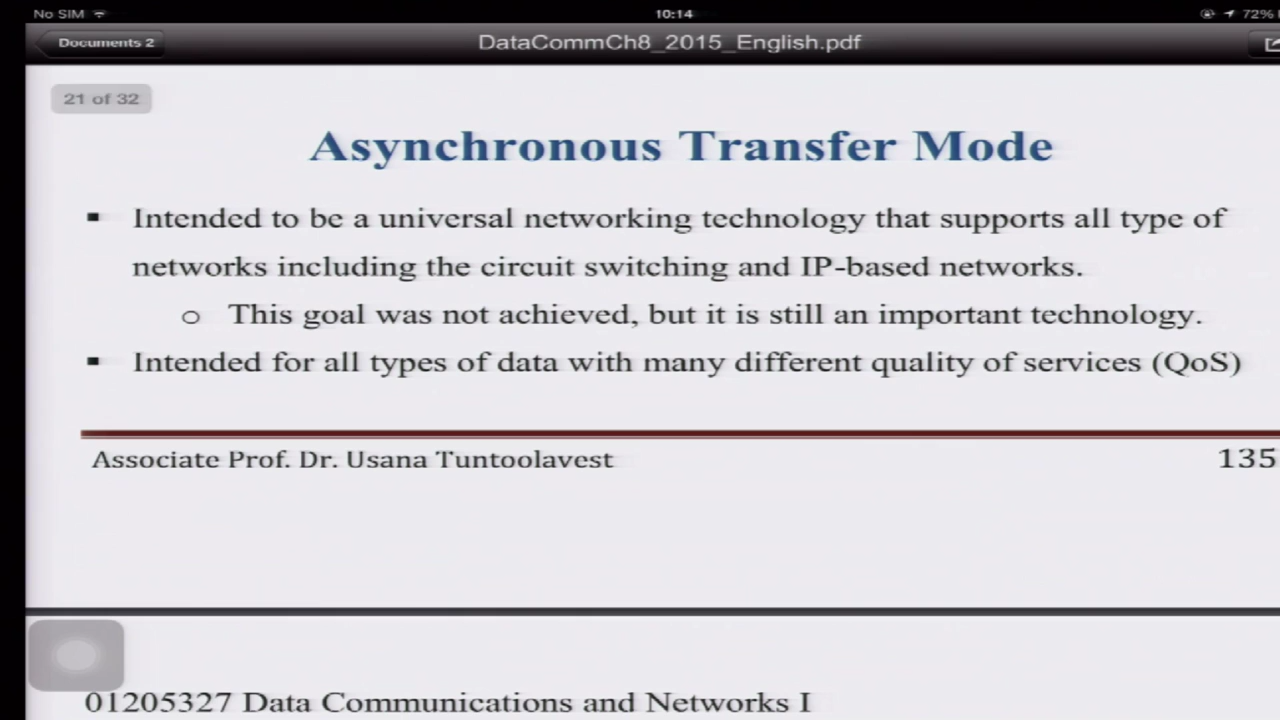 No SIM 10:14 72%
Documents 2 DataCommCh8_2015_English.pdf
21 of 32
Asynchronous Transfer Mode
▪ Intended to be a universal networking technology that supports all type of
networks including the circuit switching and IP-based networks.
o This goal was not achieved, but it is still an important technology.
▪ Intended for all types of data with many different quality of services (QoS)
Associate Prof. Dr. Usana Tuntoolavest 135
01205327 Data Communications and Networks I